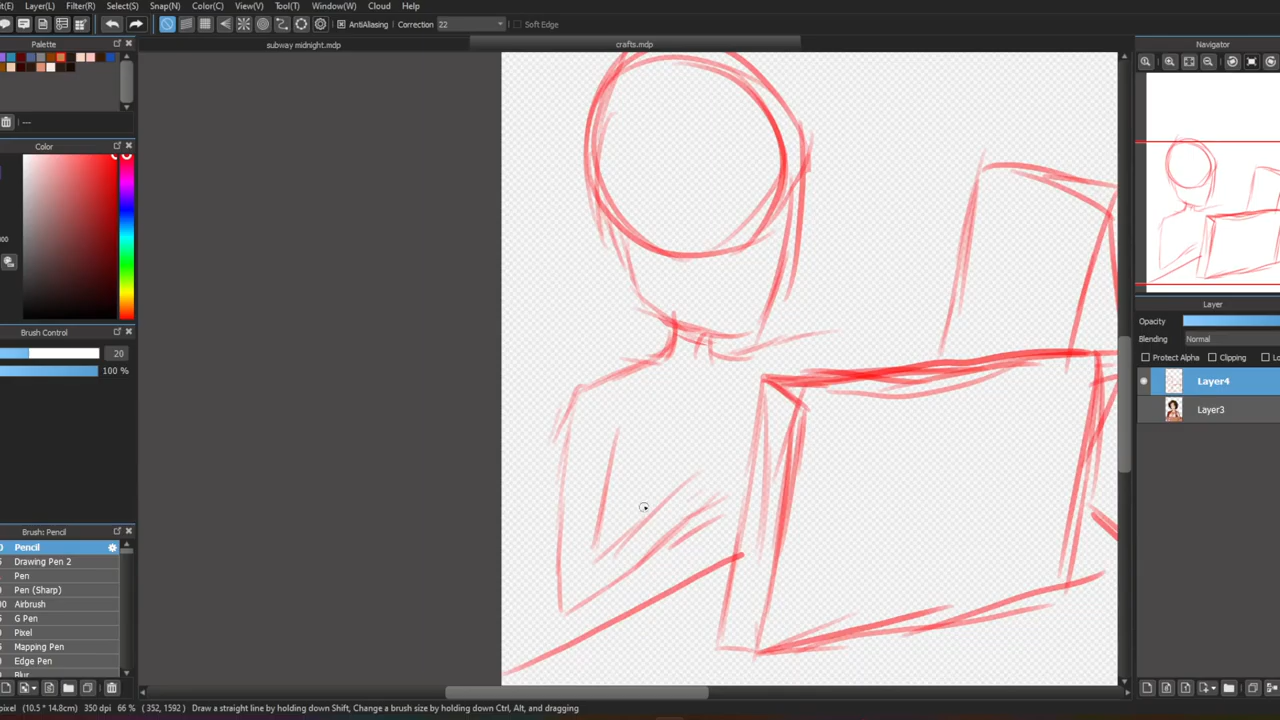 (E) Layer(L) Filter(R) Select(S) Snap(N) Color(C) View(V) Tool(T) Window(W) Cloud Help
AntiAliasing Correction 22 Soft Edge
Palette
subway midnight.mdp
crafts.mdp
Navigator
---
Color
00
Brush Control
20
100 %
Layer
Opacity
Blending Normal
Protect Alpha Clipping Lo
Layer4
Layer3
Brush: Pencil
Pencil
Drawing Pen 2
Pen
Pen (Sharp)
00 Airbrush
G Pen
Pixel
Mapping Pen
Edge Pen
Blur
pixel (10.5 * 14.8cm) 350 dpi 66 % ( 352, 1592 ) Draw a straight line by holding down Shift, Change a brush size by holding down Ctrl, Alt, and dragging